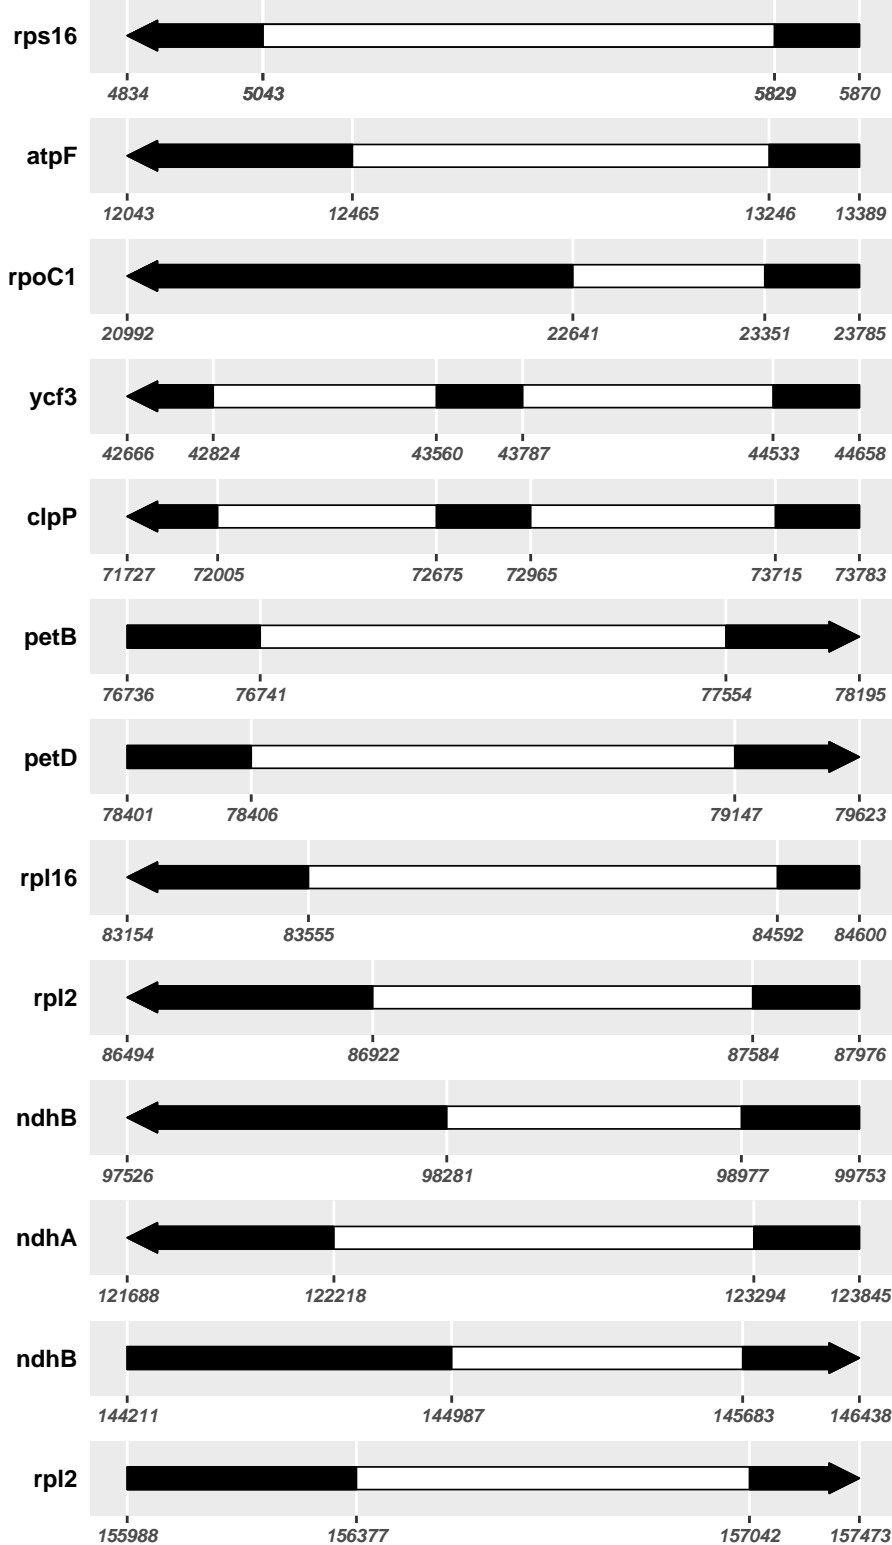 rps16
4834 5043 5829 5870
atpF
12043 12465 13246 13389
rpoC1
20992 22641 23351 23785
ycf3
42666 42824 43560 43787 44533 44658
clpP
71727 72005 72675 72965 73715 73783
petB
76736 76741 77554 78195
petD
78401 78406 79147 79623
rpl16
83154 83555 84592 84600
rpl2
86494 86922 87584 87976
ndhB
97526 98281 98977 99753
ndhA
121688 122218 123294 123845
ndhB
144211 144987 145683 146438
rpl2
155988 156377 157042 157473